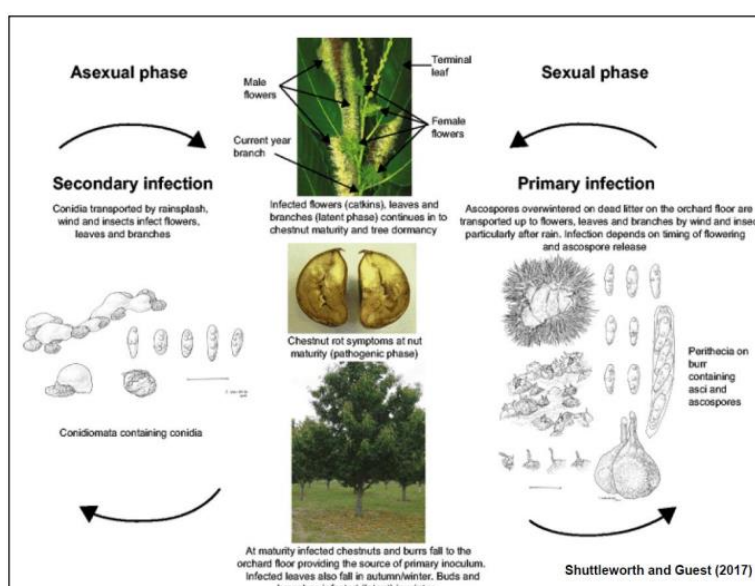 Asexual phase
Sexual phase
Male
flowers
Terminal
leaf
Female
flowers
Current year
branch
Secondary infection
Conidia transported by rainsplash,
wind and insects infect flowers,
leaves and branches
Infected flowers (catkins), leaves and
branches (latent phase) continues in to
chestnut maturity and tree dormancy
Primary infection
Ascospores overwintered on dead litter on the orchard floor are
transported up to flowers, leaves and branches by wind and insec
particularly after rain. Infection depends on timing of flowering
and ascospore release
Chestnut rot symptoms at nut
maturity (pathogenic phase)
Conidiomata containing conidia
Perithecia on
burr
containing
asci and
ascospores
At maturity infected chestnuts and burrs fall to the
orchard floor providing the source of primary inoculum.
Infected leaves also fall in autumn/winter. Buds and
Shuttleworth and Guest (2017)